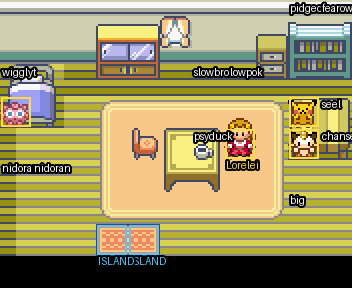 pidgecfearow
wigglyt
slowbrolowpok
seel
psyduck
chanse
Lorelei
nidora nidoran
big
ISLANDSLAND